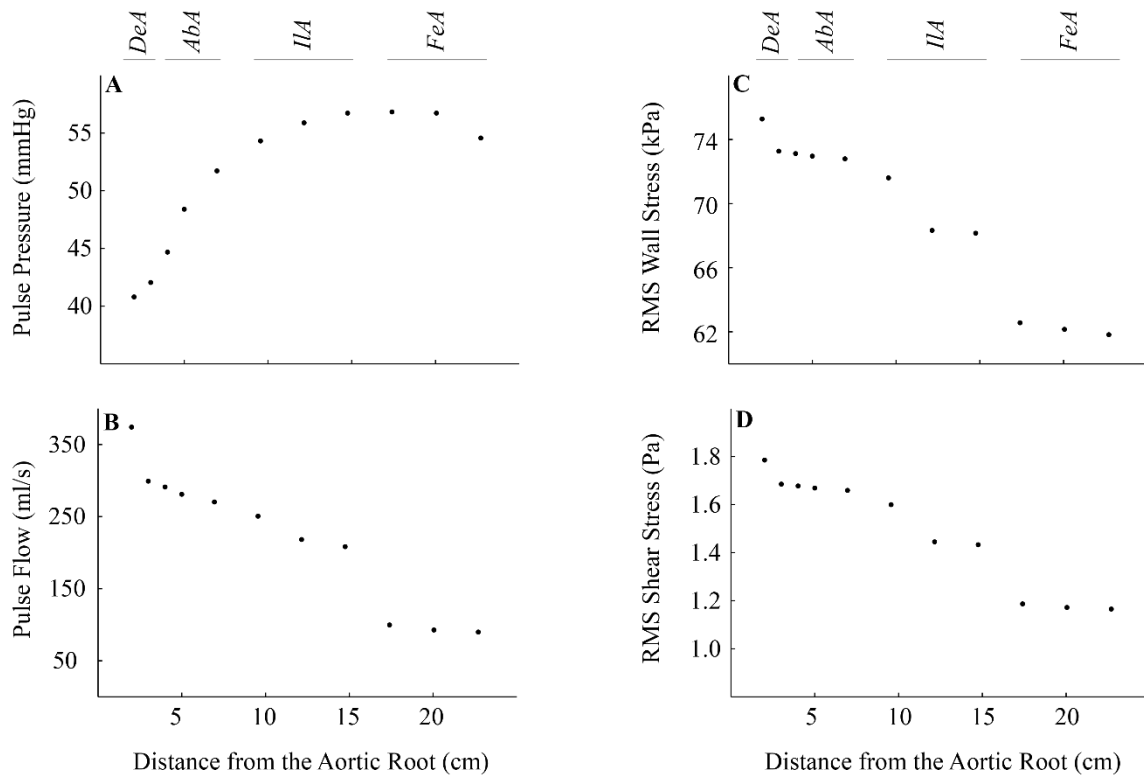 DeA
AbA
IlA
FeA
A
Pulse Pressure (mmHg)
55
50
45
40
B
Pulse Flow (ml/s)
350
250
150
50
5
10
15
20
Distance from the Aortic Root (cm)
DeA
AbA
IlA
FeA
C
RMS Wall Stress (kPa)
74
70
66
62
D
RMS Shear Stress (Pa)
1.8
1.6
1.4
1.2
1.0
5
10
15
20
Distance from the Aortic Root (cm)